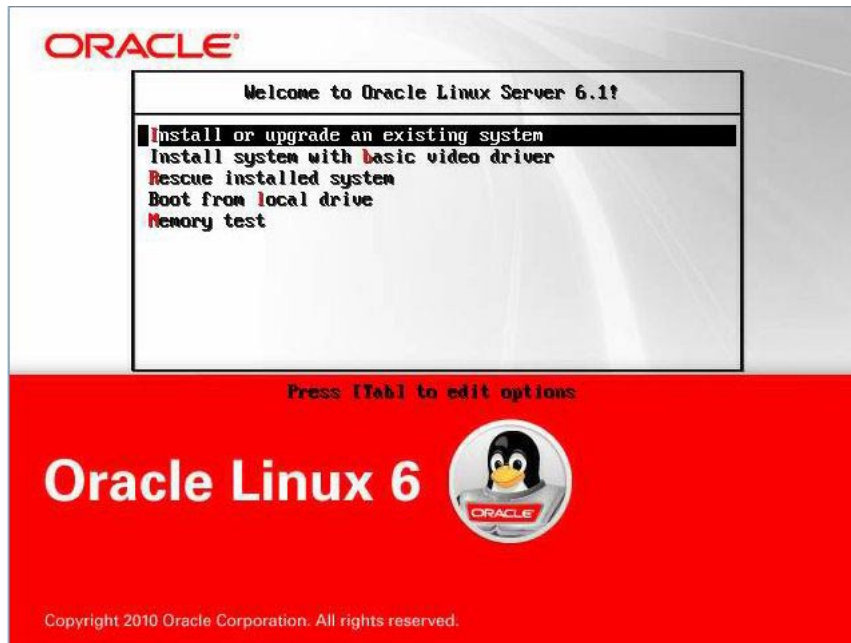 ORACLE®
Welcome to Oracle Linux Server 6.1!
Install or upgrade an existing system
Install system with basic video driver
Rescue installed system
Boot from local drive
Memory test
Press [Tab] to edit options
Oracle Linux 6
ORACLE
Copyright 2010 Oracle Corporation. All rights reserved.